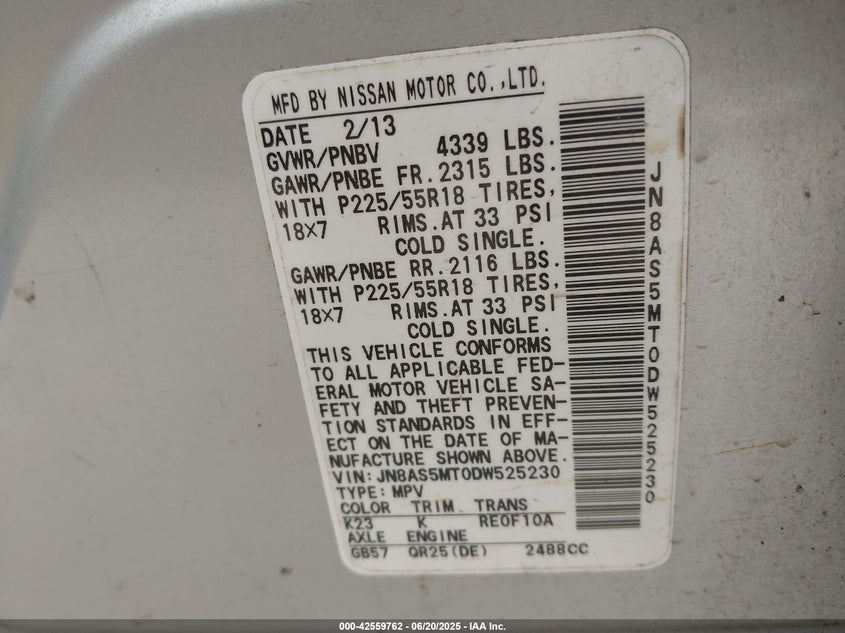 MFD BY NISSAN MOTOR CO.,LTD.
DATE 2/13
GVWR/PNBV 4339 LBS.
GAWR/PNBE FR.2315 LBS.
WITH P225/55R18 TIRES,
18X7 RIMS.AT 33 PSI
COLD SINGLE.
GAWR/PNBE RR.2116 LBS.
WITH P225/55R18 TIRES,
18X7 RIMS.AT 33 PSI
COLD SINGLE.
THIS VEHICLE CONFORMS
TO ALL APPLICABLE FED-
ERAL MOTOR VEHICLE SA-
FETY AND THEFT PREVEN-
TION STANDARDS IN EFF-
ECT ON THE DATE OF MA-
NUFACTURE SHOWN ABOVE.
VIN: JN8AS5MT0DW525230
TYPE: MPV
COLOR TRIM TRANS
K23 K RE0F10A
AXLE ENGINE
GB57 QR25(DE) 2488CC
JN8AS5MT0DW525230
000-42559762 - 06/20/2025 - IAA Inc.